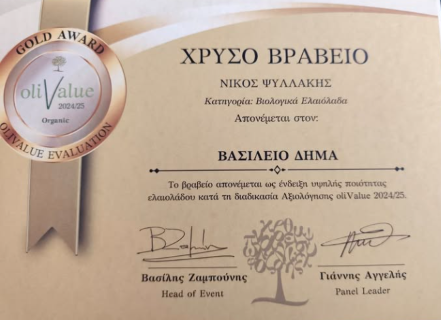 GOLD AWARD
oliValue
2024/25
Organic
OLIVALUE EVALUATION
ΧΡΥΣΟ ΒΡΑΒΕΙΟ
ΝΙΚΟΣ ΨΥΛΛΑΚΗΣ
Κατηγορία: Βιολογικά Ελαιόλαδα
Απονέμεται στον:
ΒΑΣΙΛΕΙΟ ΔΗΜΑ
Το βραβείο απονέμεται ως ένδειξη υψηλής ποιότητας
ελαιολάδου κατά τη διαδικασία Αξιολόγησης oliValue 2024/25.
Βασίλης Ζαμπούνης
Head of Event
Γιάννης Αγγελής
Panel Leader